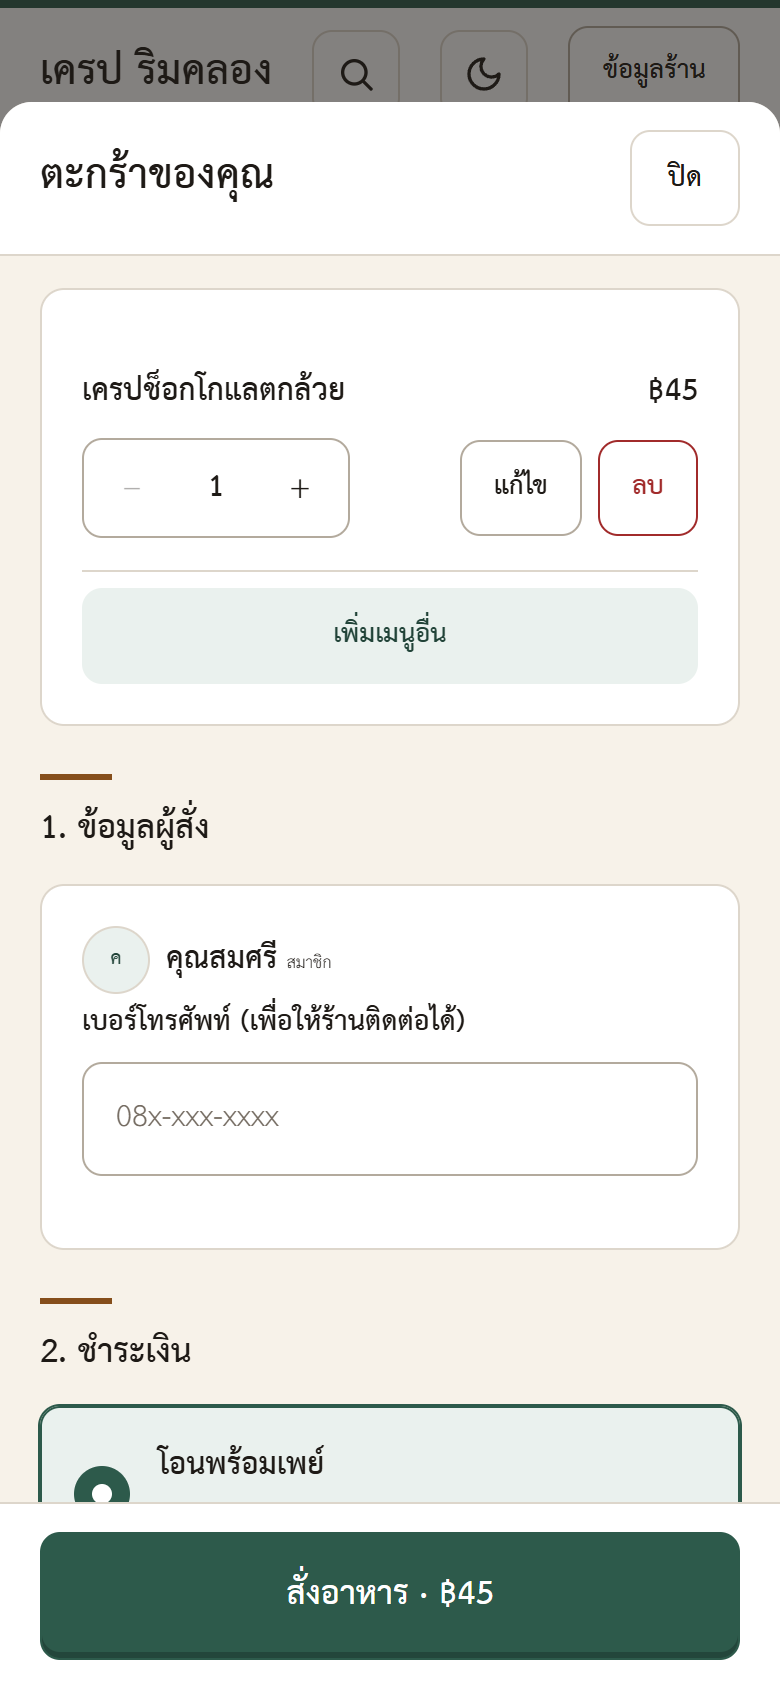 เครป ริมคลอง
ข้อมูลร้าน
ตะกร้าของคุณ
ปิด
เครปช็อกโกแลตกล้วย ฿45
− 1 + แก้ไข ลบ
เพิ่มเมนูอื่น
1. ข้อมูลผู้สั่ง
ค คุณสมศรี สมาชิก
เบอร์โทรศัพท์ (เพื่อให้ร้านติดต่อได้)
08x-xxx-xxxx
2. ชำระเงิน
โอนพร้อมเพย์
สั่งอาหาร · ฿45